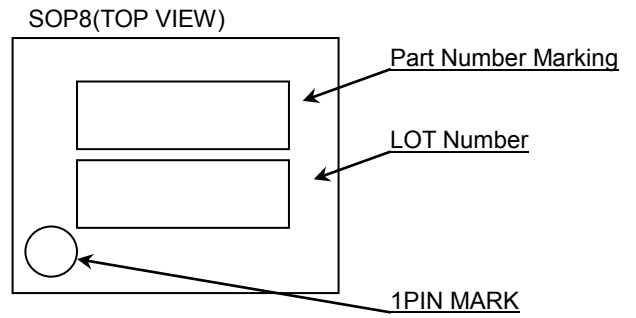 SOP8(TOP VIEW)
Part Number Marking
LOT Number
1PIN MARK